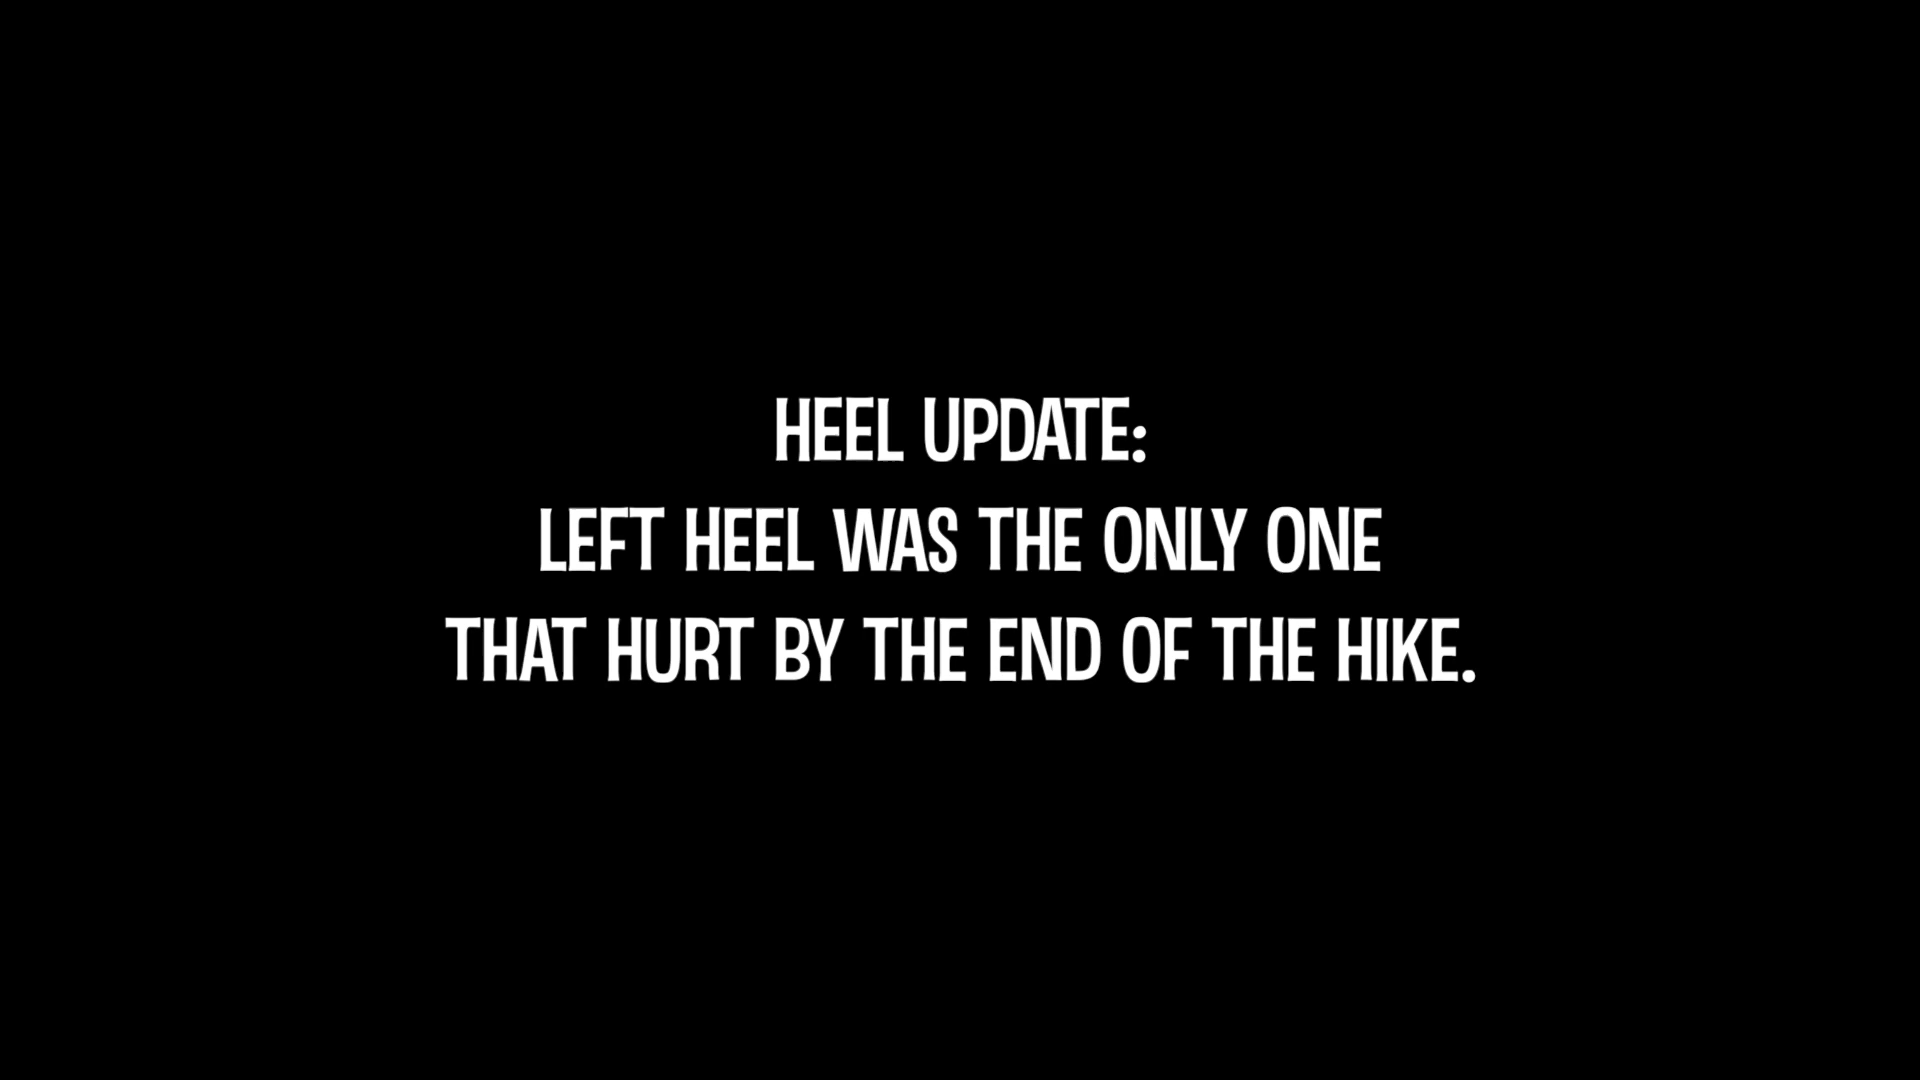 HEEL UPDATE:
LEFT HEEL WAS THE ONLY ONE
THAT HURT BY THE END OF THE HIKE.